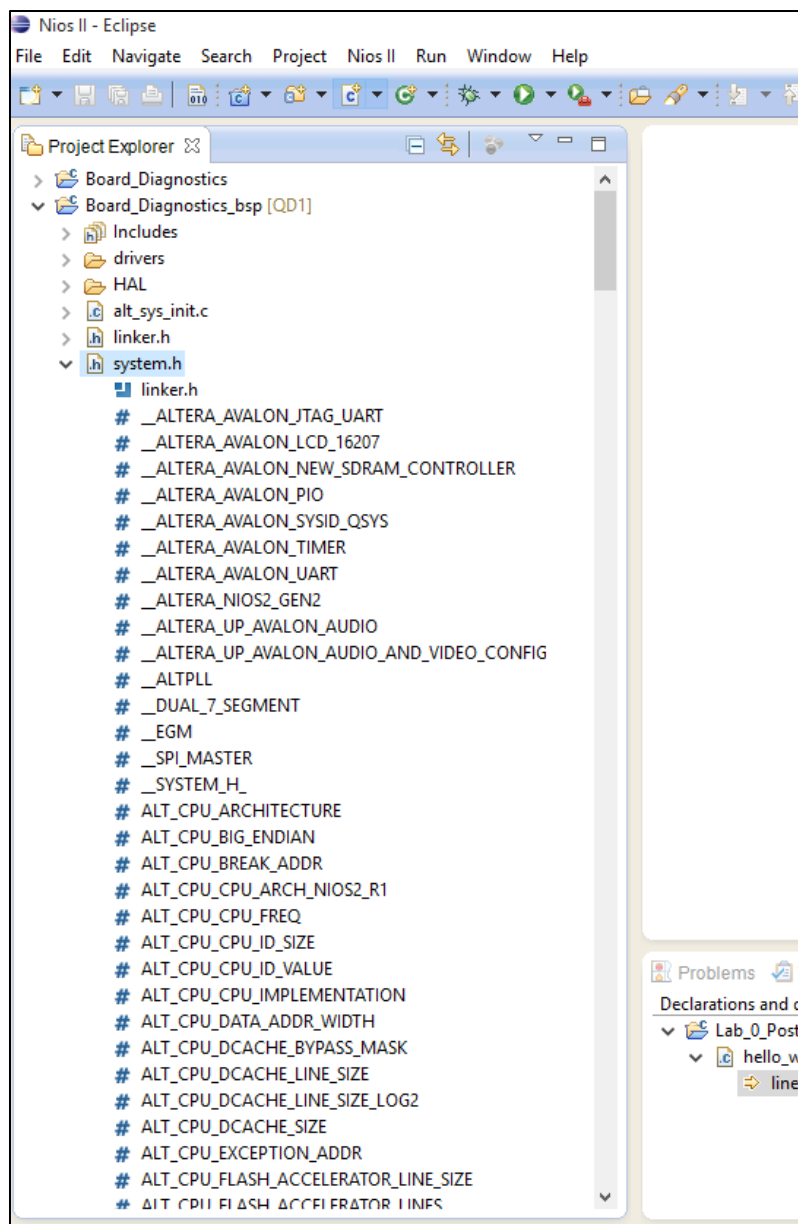 Nios II - Eclipse
File Edit Navigate Search Project Nios II Run Window Help
010
Project Explorer
Board_Diagnostics
Board_Diagnostics_bsp [QD1]
Includes
drivers
HAL
alt_sys_init.c
linker.h
system.h
linker.h
# __ALTERA_AVALON_JTAG_UART
# __ALTERA_AVALON_LCD_16207
# __ALTERA_AVALON_NEW_SDRAM_CONTROLLER
# __ALTERA_AVALON_PIO
# __ALTERA_AVALON_SYSID_QSYS
# __ALTERA_AVALON_TIMER
# __ALTERA_AVALON_UART
# __ALTERA_NIOS2_GEN2
# __ALTERA_UP_AVALON_AUDIO
# __ALTERA_UP_AVALON_AUDIO_AND_VIDEO_CONFIG
# __ALTPLL
# __DUAL_7_SEGMENT
# __EGM
# __SPI_MASTER
# __SYSTEM_H_
# ALT_CPU_ARCHITECTURE
# ALT_CPU_BIG_ENDIAN
# ALT_CPU_BREAK_ADDR
# ALT_CPU_CPU_ARCH_NIOS2_R1
# ALT_CPU_CPU_FREQ
# ALT_CPU_CPU_ID_SIZE
# ALT_CPU_CPU_ID_VALUE
# ALT_CPU_CPU_IMPLEMENTATION
# ALT_CPU_DATA_ADDR_WIDTH
# ALT_CPU_DCACHE_BYPASS_MASK
# ALT_CPU_DCACHE_LINE_SIZE
# ALT_CPU_DCACHE_LINE_SIZE_LOG2
# ALT_CPU_DCACHE_SIZE
# ALT_CPU_EXCEPTION_ADDR
# ALT_CPU_FLASH_ACCELERATOR_LINE_SIZE
# ALT_CPU_FLASH_ACCELERATOR_LINES
Problems
Declarations and
Lab_0_Post
hello_w
line